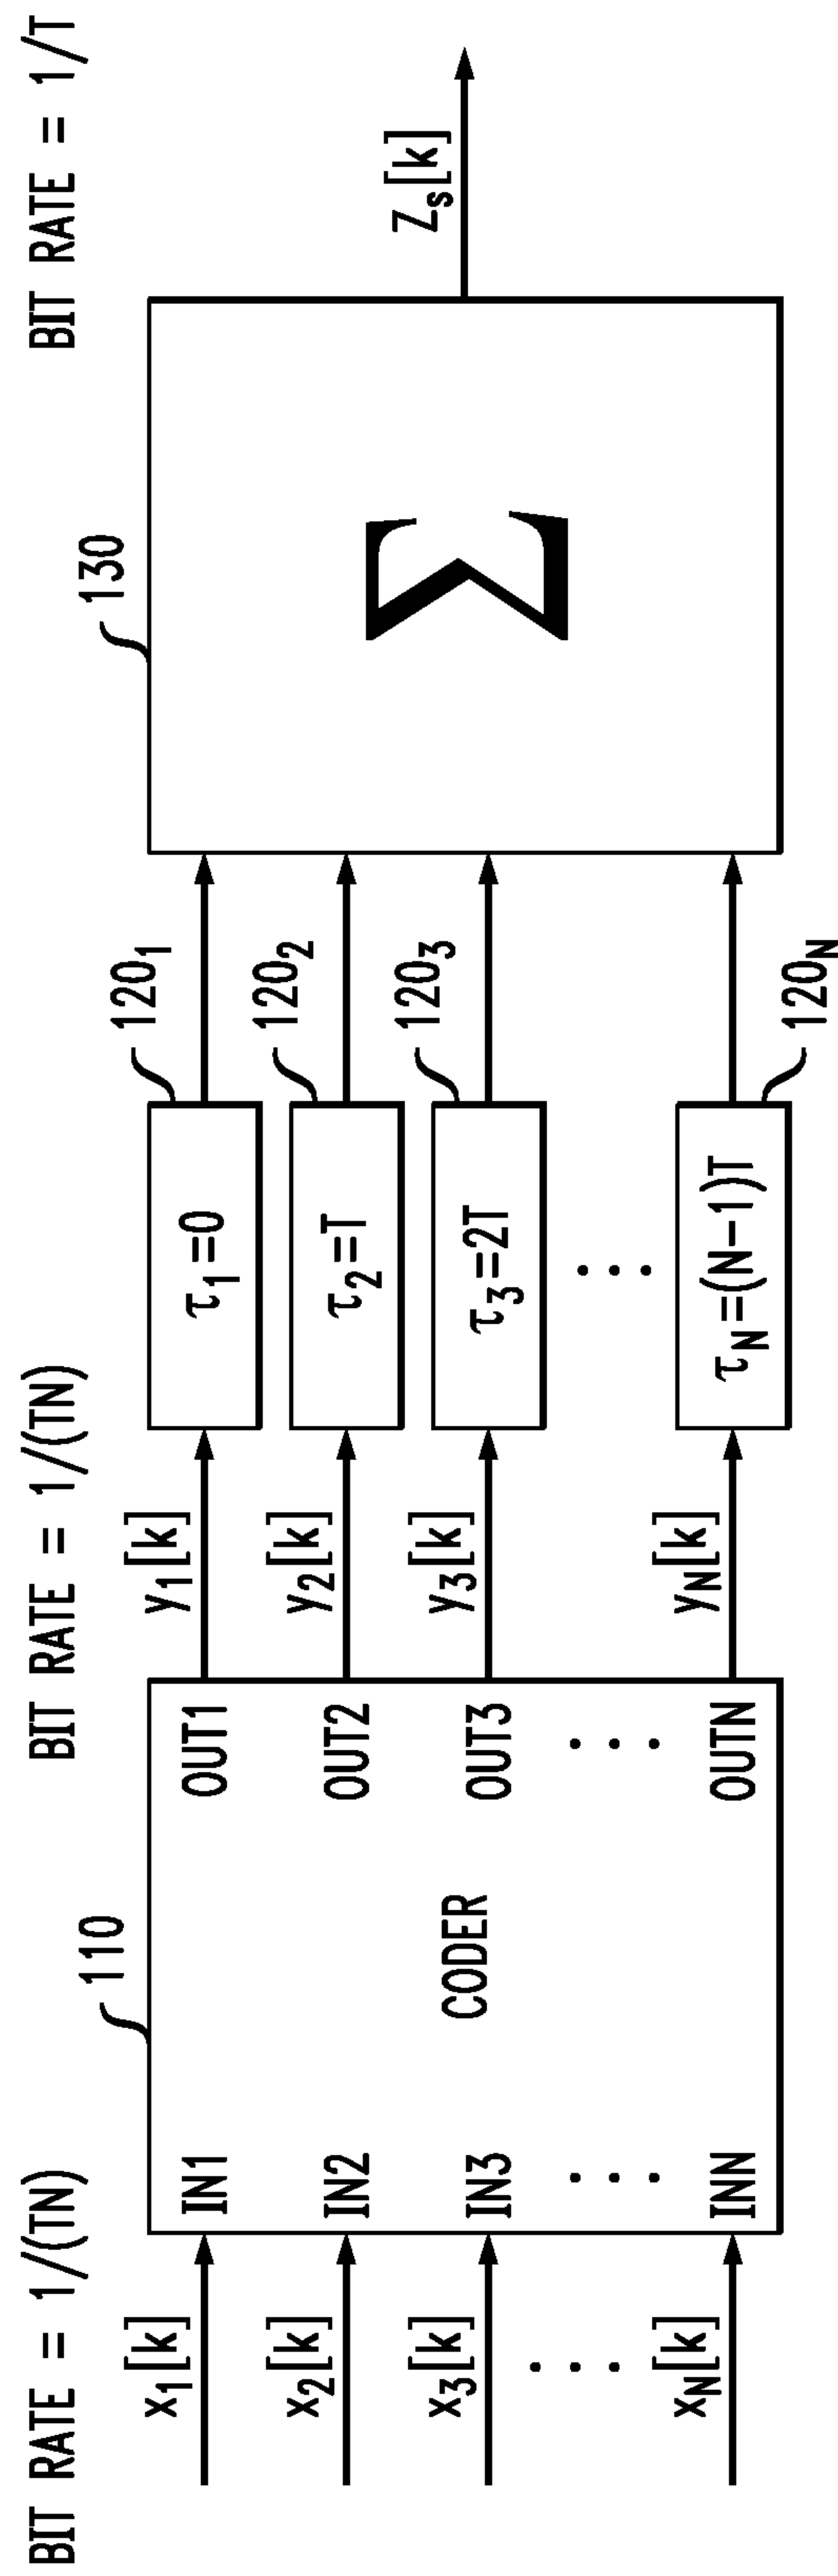 BIT RATE = 1/(TN)
BIT RATE = 1/(TN)
BIT RATE = 1/T
110
130
x1[k]
x2[k]
x3[k]
. . .
xN[k]
IN1
IN2
IN3
. . .
INN
CODER
OUT1
OUT2
OUT3
. . .
OUTN
y1[k]
y2[k]
y3[k]
yN[k]
τ1=0
τ2=T
τ3=2T
. . .
τN=(N-1)T
1201
1202
1203
120N
Σ
Zs[k]